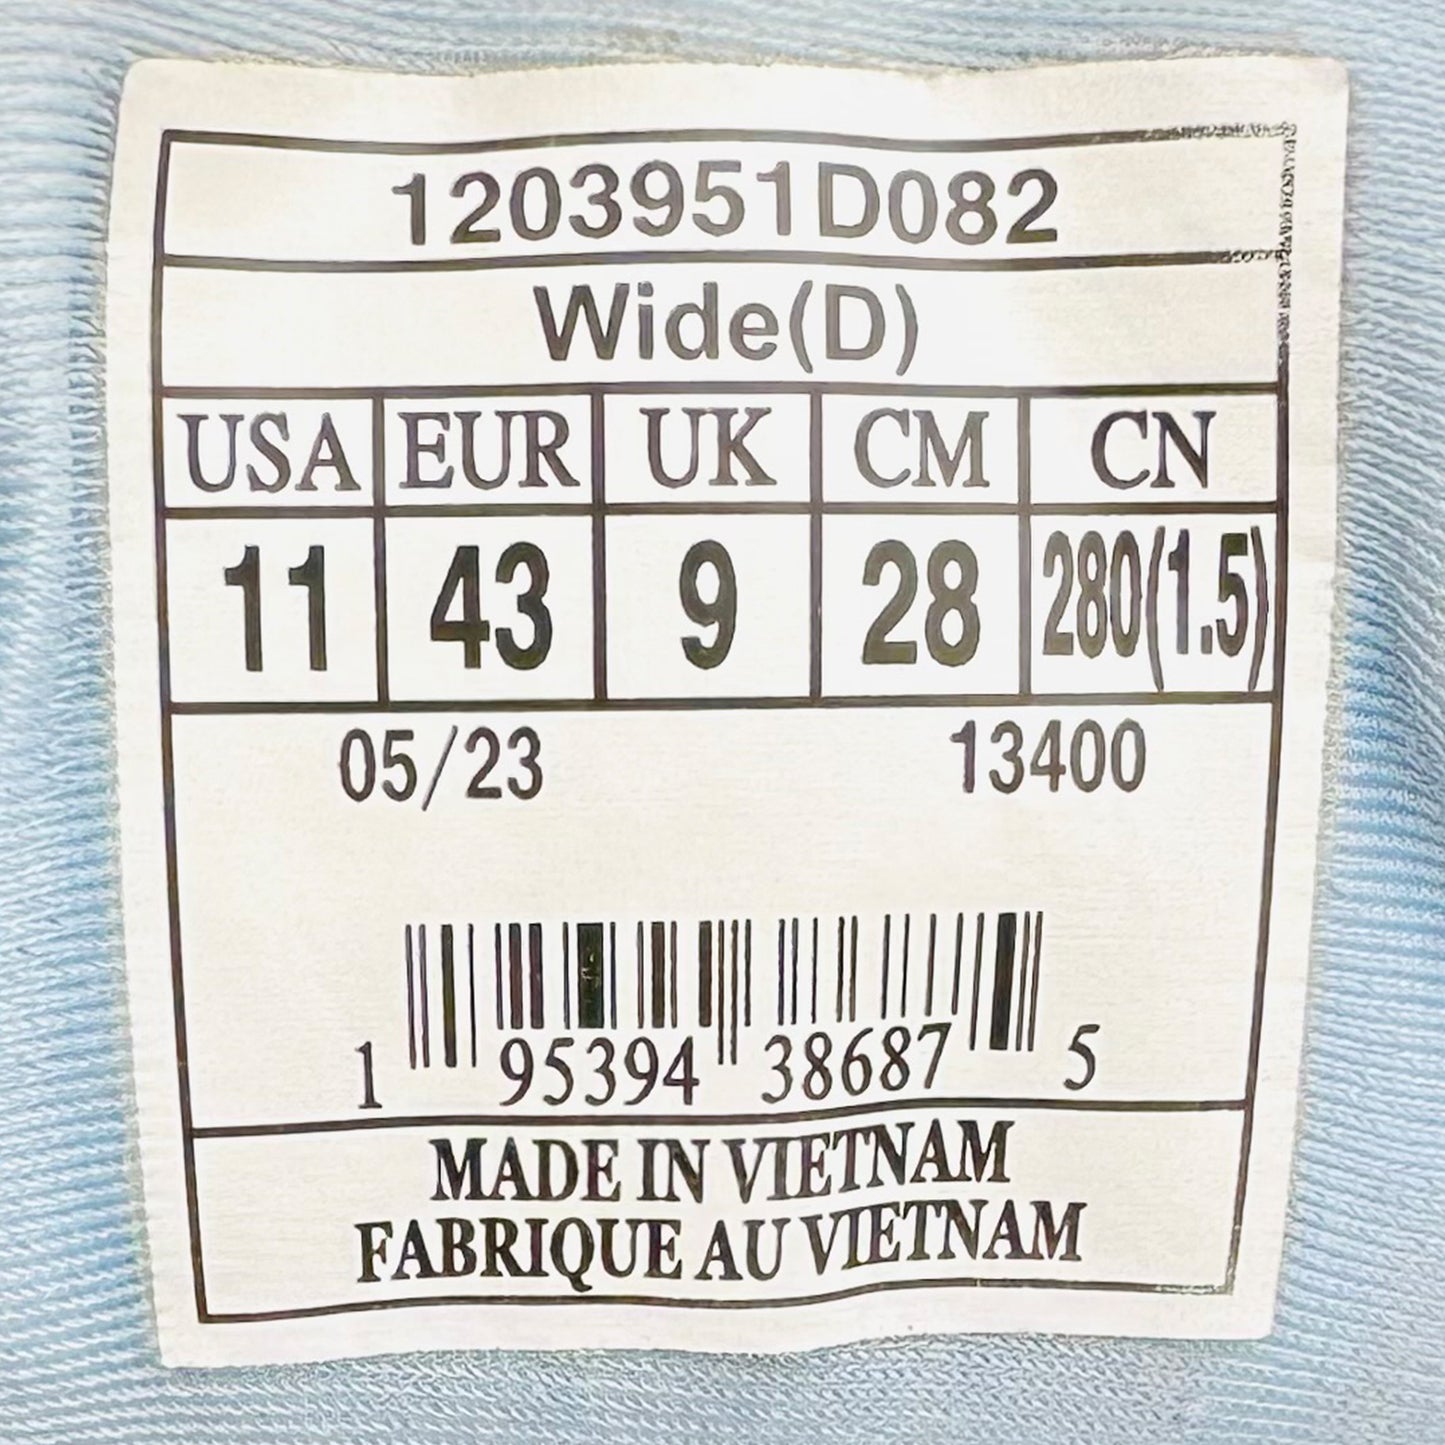 1203951D082
Wide(D)
USA EUR UK CM CN
11 43 9 28 280(1.5)
05/23 13400
1 95394 38687 5
MADE IN VIETNAM
FABRIQUE AU VIETNAM